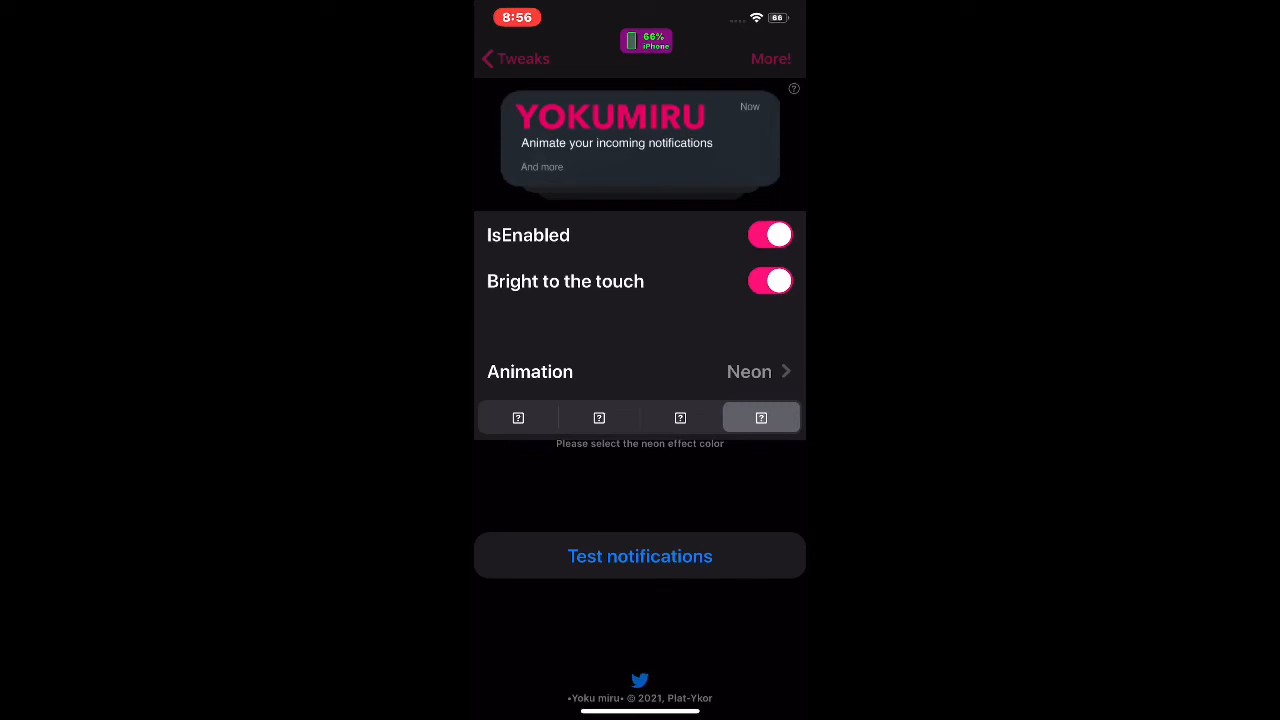 8:56
66
66%
iPhone
Tweaks
More!
YOKUMIRU
Now
Animate your incoming notifications
And more
IsEnabled
Bright to the touch
Animation
Neon
Please select the neon effect color
Test notifications
•Yoku miru• © 2021, Plat-Ykor